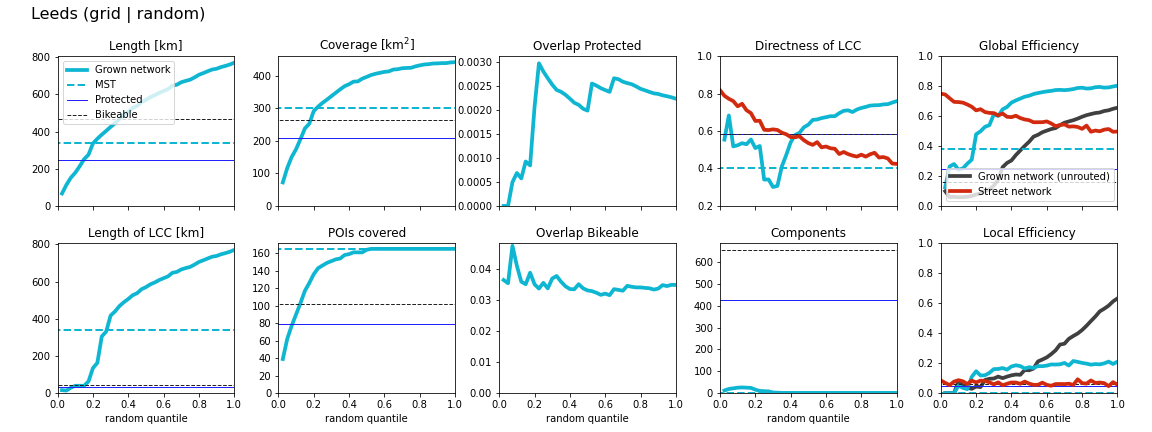 Leeds (grid | random)
Length [km]
Coverage [km²]
Overlap Protected
Directness of LCC
Global Efficiency
800
600
400
200
0
Grown network
MST
Protected
Bikeable
400
300
200
100
0
0.0030
0.0025
0.0020
0.0015
0.0010
0.0005
0.0000
1.0
0.8
0.6
0.4
0.2
1.0
0.8
0.6
0.4
0.2
0.0
Grown network (unrouted)
Street network
Length of LCC [km]
POIs covered
Overlap Bikeable
Components
Local Efficiency
800
600
400
200
0
0.0 0.2 0.4 0.6 0.8 1.0
random quantile
160
140
120
100
80
60
40
20
0.0 0.2 0.4 0.6 0.8 1.0
random quantile
0.04
0.03
0.02
0.01
0.00
0.0 0.2 0.4 0.6 0.8 1.0
random quantile
600
500
400
300
200
100
0
0.0 0.2 0.4 0.6 0.8 1.0
random quantile
1.0
0.8
0.6
0.4
0.2
0.0
0.0 0.2 0.4 0.6 0.8 1.0
random quantile